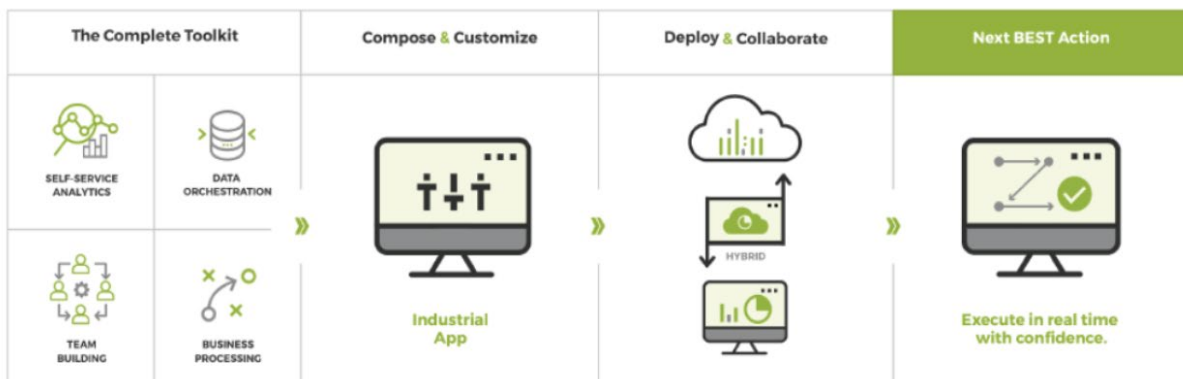 The Complete Toolkit
Compose & Customize
Deploy & Collaborate
Next BEST Action
SELF-SERVICE
ANALYTICS
DATA
ORCHESTRATION
TEAM
BUILDING
BUSINESS
PROCESSING
Industrial
App
HYBRID
Execute in real time
with confidence.